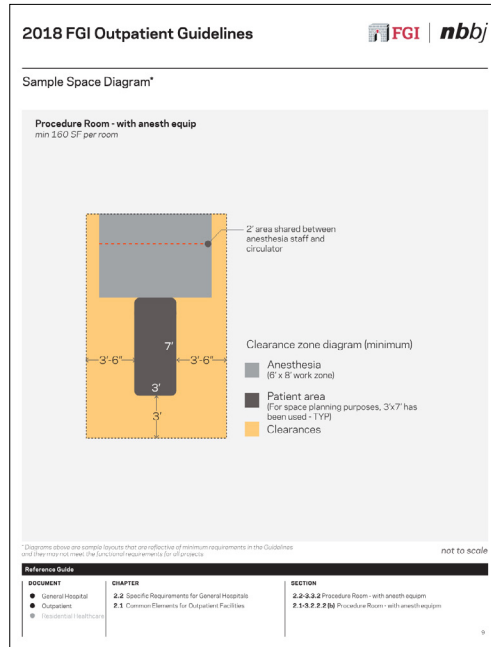 2018 FGI Outpatient Guidelines
FGI | nbbj
Sample Space Diagram*
Procedure Room - with anesth equip
min 160 SF per room
2' area shared between
anesthesia staff and
circulator
7'
3'-6"
3'-6"
3'
3'
Clearance zone diagram (minimum)
Anesthesia
(6' x 8' work zone)
Patient area
(For space planning purposes, 3'x7' has
been used - TYP)
Clearances
*Diagrams above are sample layouts that are reflective of minimum requirements in the Guidelines
and they may not meet the functional requirements for all projects.
not to scale
Reference Guide
DOCUMENT
General Hospital
Outpatient
Residential Healthcare
CHAPTER
2.2 Specific Requirements for General Hospitals
2.1 Common Elements for Outpatient Facilities
SECTION
2.2-3.3.2 Procedure Room - with anesth equipm
2.1-3.2.2.2 (b) Procedure Room - with anesth equipm
9